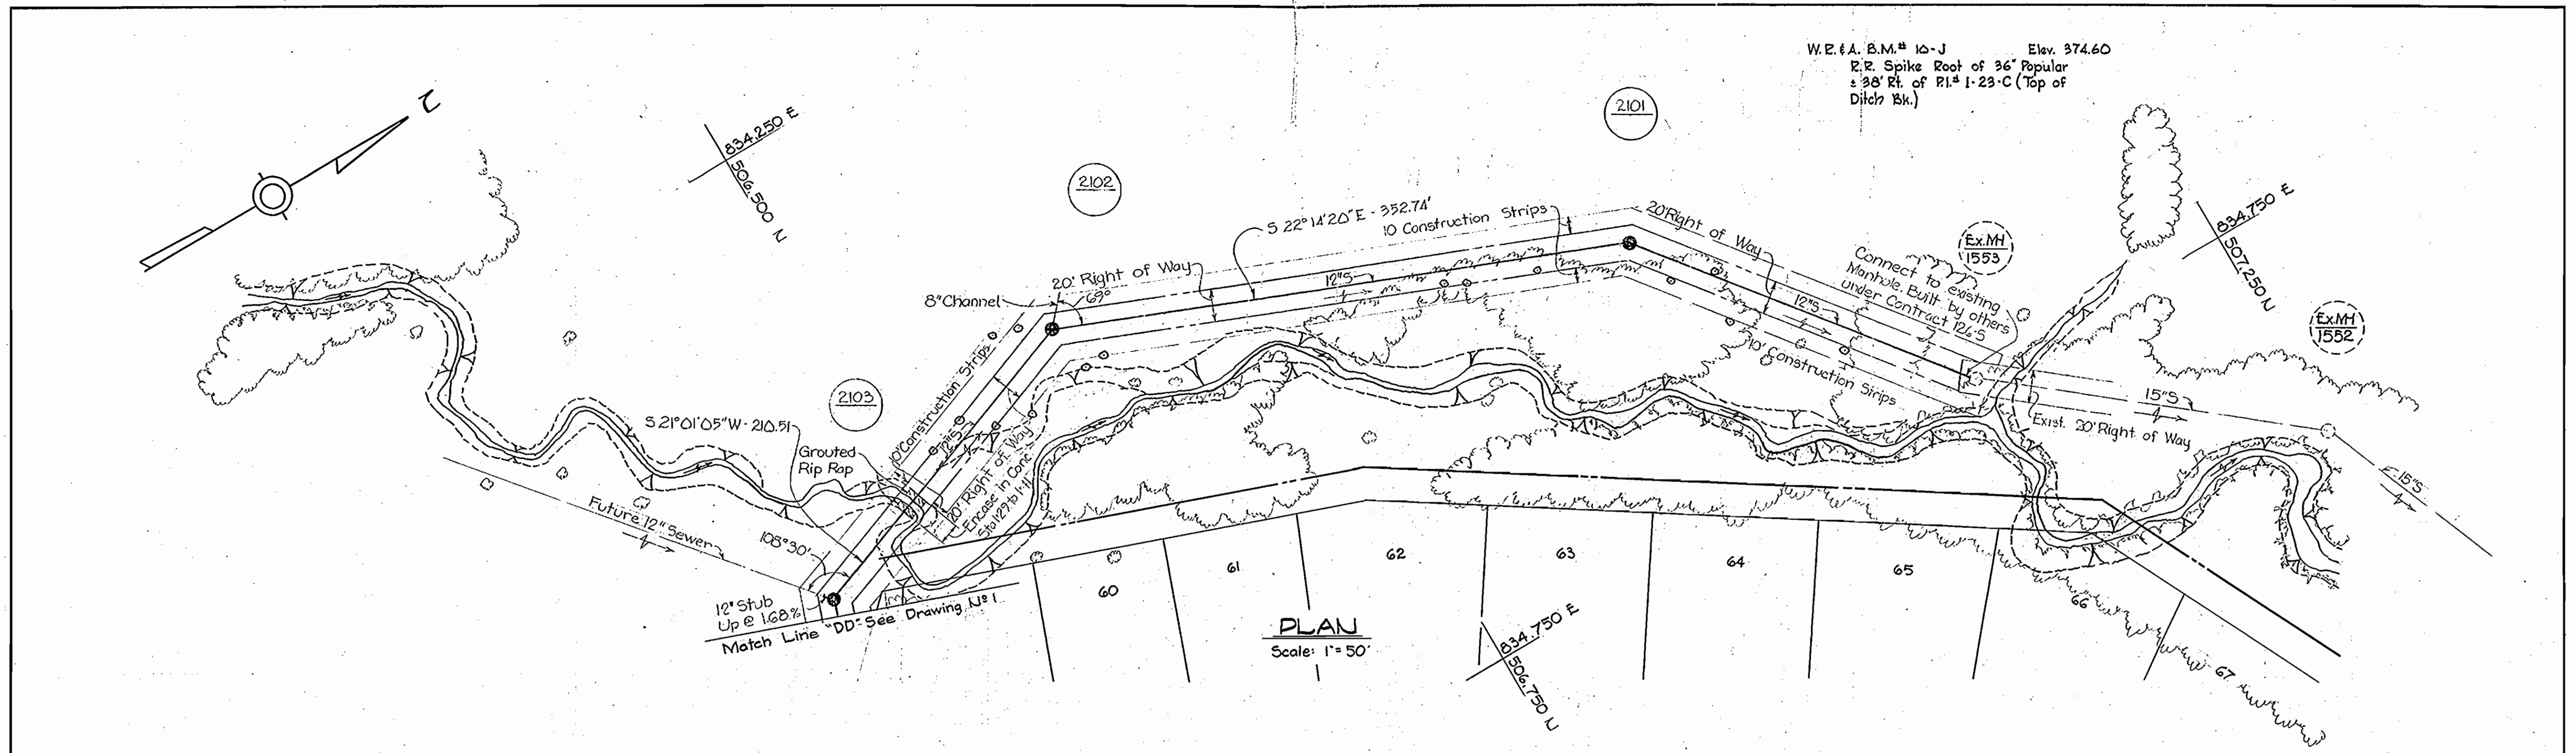 W.R.&A. B.M.# 10-J Elev. 374.60
R.R. Spike Root of 36" Popular
± 38' Rt. of P.I.# 1-23-C (Top of
Ditch Bk.)
834,250 E
506,500 N
2101
2102
S 22°14'20"E - 352.74'
10 Construction Strips
20' Right of Way
834,750 E
507,250 N
Ex.MH
1553
Connect to existing
Manhole. Built by others
under Contract 126-S
Ex.MH
1552
20' Right of Way
69°
8" Channel
12"S
12"S
10' Construction Strips
10' Construction Sirips
15"S
Exist. 20' Right of Way
15"S
2103
S 21°01'05"W - 210.51
Grouted
Rip Rap
12"S
20' Right of Way
Encase in Conc.
Future 12" Sewer
108°30'
12" Stub
Up @ 1.68%
Match Line "DD" See Drawing No 1
60
61
62
63
64
65
66
67
PLAN
Scale: 1"=50'
834,750 E
506,750 N